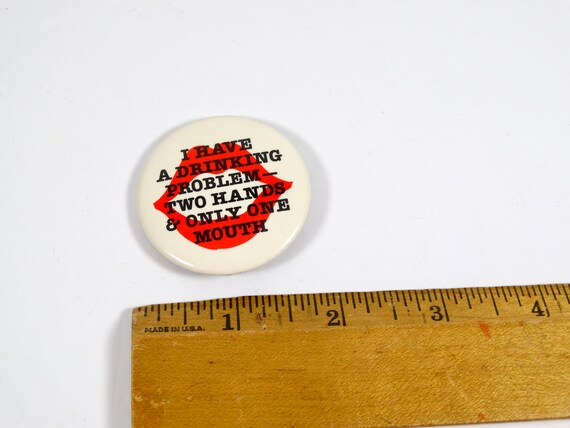 I HAVE
A DRINKING
PROBLEM—
TWO HANDS
& ONLY ONE
MOUTH
1 2 3 4
MADE IN U.S.A.